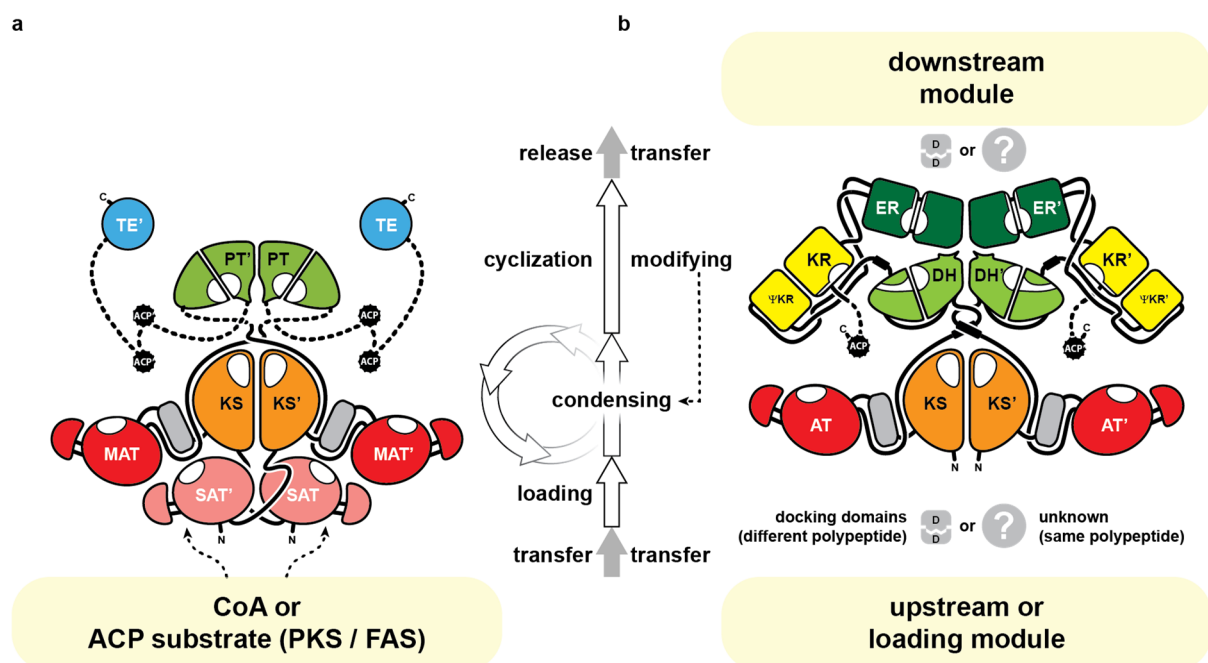 a
C
TE'
C
TE
PT'
PT
ACP
ACP
ACP
ACP
KS
KS'
MAT
MAT'
SAT'
SAT
N
N
CoA or
ACP substrate (PKS / FAS)
release
transfer
cyclization
modifying
condensing
loading
transfer
transfer
b
downstream
module
D
D
or
?
ER
ER'
KR
KR'
DH
DH'
ΨKR
ΨKR'
C
ACP
C
ACP
KS
KS'
AT
AT'
N
N
docking domains
(different polypeptide)
D
D
or
?
unknown
(same polypeptide)
upstream or
loading module